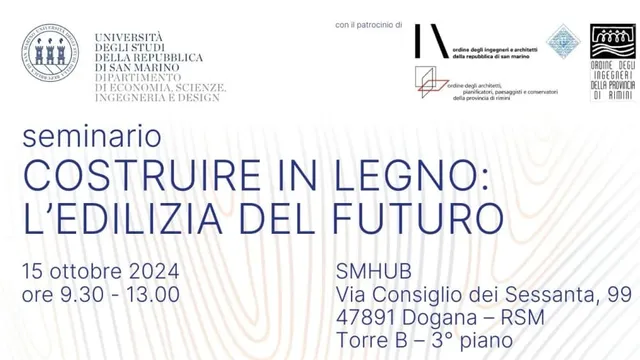 UNIVERSITÀ
DEGLI STUDI
DELLA REPUBBLICA
DI SAN MARINO
DIPARTIMENTO
DI ECONOMIA, SCIENZE,
INGEGNERIA E DESIGN
con il patrocinio di
ordine degli ingegneri e architetti
della repubblica di san marino
ordine degli architetti,
pianificatori, paesaggisti e conservatori
della provincia di rimini
ORDINE DEGLI
INGEGNERI
DELLA PROVINCIA
DI RIMINI
seminario
COSTRUIRE IN LEGNO:
L'EDILIZIA DEL FUTURO
15 ottobre 2024
ore 9.30 - 13.00
SMHUB
Via Consiglio dei Sessanta, 99
47891 Dogana – RSM
Torre B – 3° piano